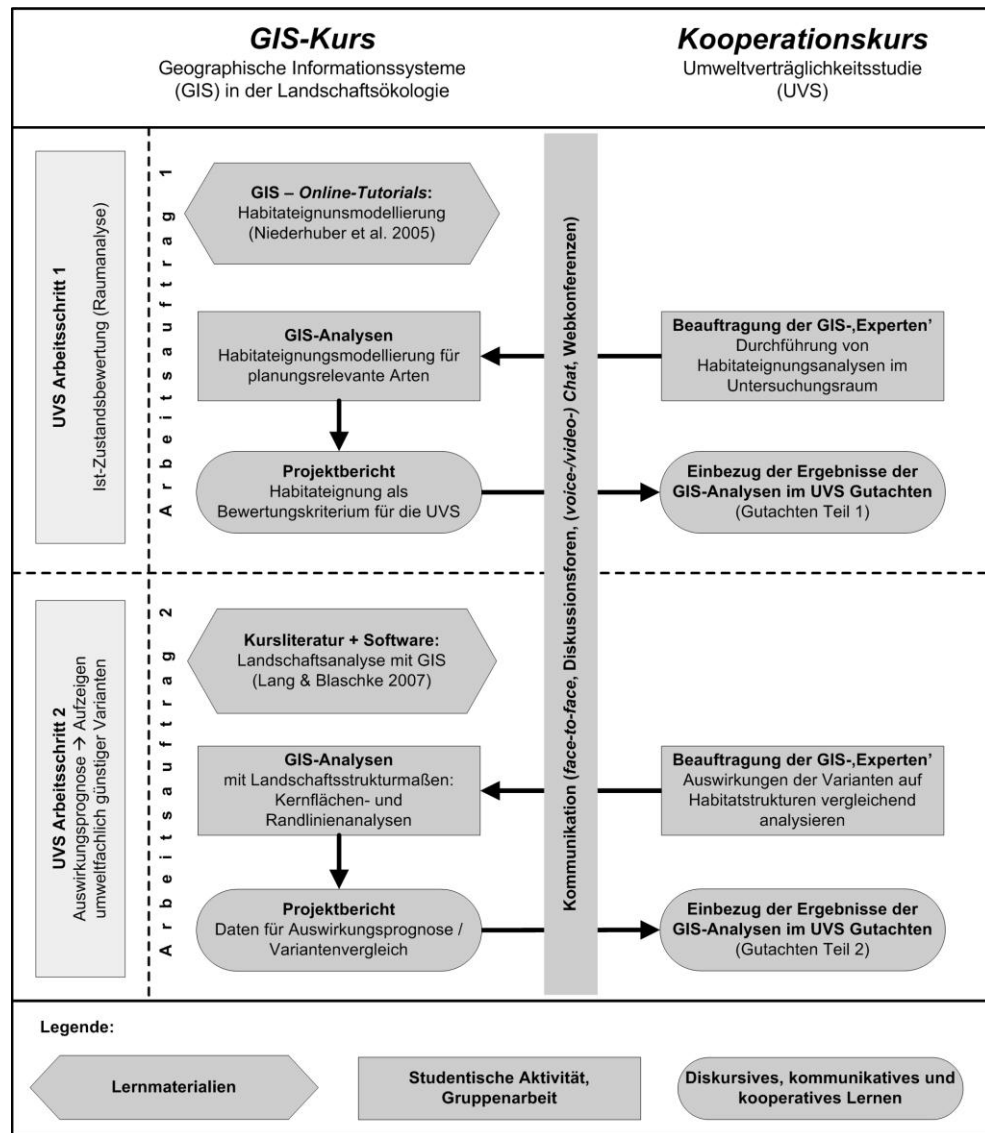 GIS-Kurs
Geographische Informationssysteme
(GIS) in der Landschaftsökologie
Kooperationskurs
Umweltverträglichkeitsstudie
(UVS)
UVS Arbeitsschritt 1
Ist-Zustandsbewertung (Raumanalyse)
Arbeitsauftrag 1
GIS – Online-Tutorials:
Habitateignunsmodellierung
(Niederhuber et al. 2005)
GIS-Analysen
Habitateignungsmodellierung für
planungsrelevante Arten
Projektbericht
Habitateignung als
Bewertungskriterium für die UVS
Kommunikation (face-to-face, Diskussionsforen, (voice-/video-) Chat, Webkonferenzen)
Beauftragung der GIS-‚Experten’
Durchführung von
Habitateignungsanalysen im
Untersuchungsraum
Einbezug der Ergebnisse der
GIS-Analysen im UVS Gutachten
(Gutachten Teil 1)
UVS Arbeitsschritt 2
Auswirkungsprognose → Aufzeigen
umweltfachlich günstiger Varianten
Arbeitsauftrag 2
Kursliteratur + Software:
Landschaftsanalyse mit GIS
(Lang & Blaschke 2007)
GIS-Analysen
mit Landschaftsstrukturmaßen:
Kernflächen- und
Randlinienanalysen
Projektbericht
Daten für Auswirkungsprognose /
Variantenvergleich
Beauftragung der GIS-‚Experten’
Auswirkungen der Varianten auf
Habitatstrukturen vergleichend
analysieren
Einbezug der Ergebnisse der
GIS-Analysen im UVS Gutachten
(Gutachten Teil 2)
Legende:
Lernmaterialien
Studentische Aktivität,
Gruppenarbeit
Diskursives, kommunikatives und
kooperatives Lernen